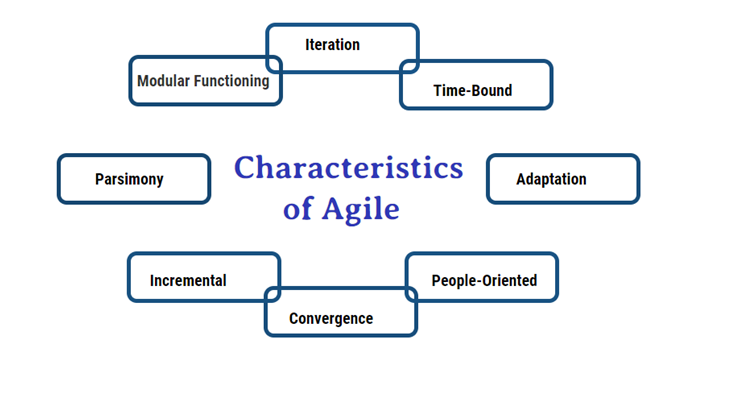 Iteration
Modular Functioning
Time-Bound
Characteristics
of Agile
Parsimony
Adaptation
Incremental
People-Oriented
Convergence